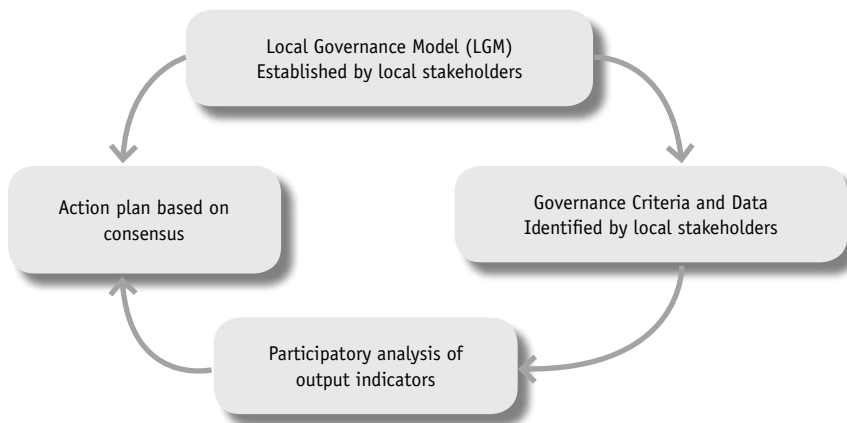 Local Governance Model (LGM)
Established by local stakeholders
Action plan based on
consensus
Governance Criteria and Data
Identified by local stakeholders
Participatory analysis of
output indicators